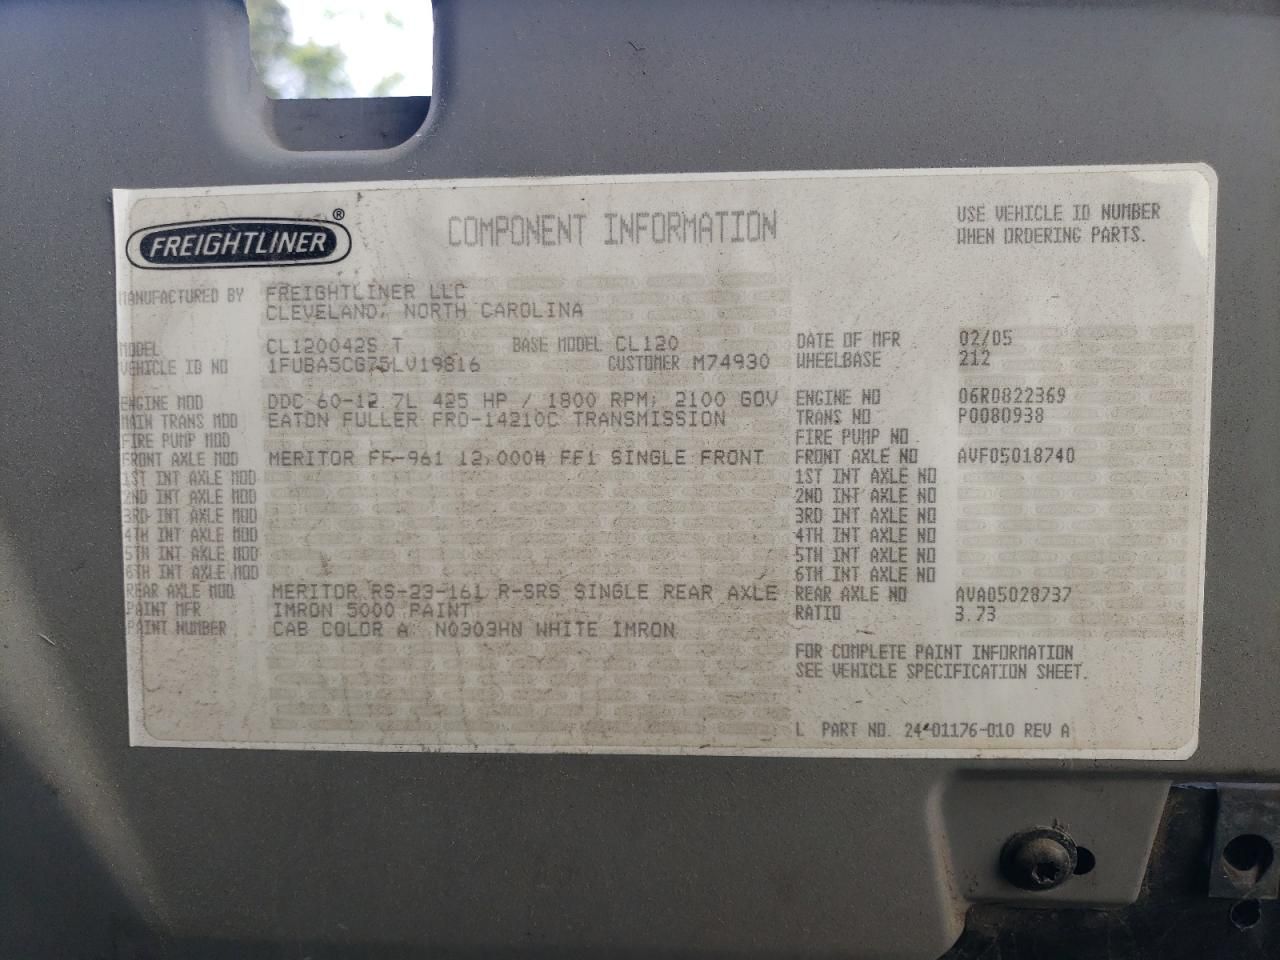 FREIGHTLINER®
COMPONENT INFORMATION
USE VEHICLE ID NUMBER
WHEN ORDERING PARTS.
MANUFACTURED BY FREIGHTLINER LLC
CLEVELAND, NORTH CAROLINA
MODEL CL120042S T BASE MODEL CL120 DATE OF MFR 02/05
VEHICLE ID NO 1FUBA5CG75LV19816 CUSTOMER M74930 WHEELBASE 212
ENGINE MOD DDC 60-12.7L 425 HP / 1800 RPM; 2100 GOV ENGINE NO 06R0822369
MAIN TRANS MOD EATON FULLER FRO-14210C TRANSMISSION TRANS NO P0080938
FIRE PUMP MOD FIRE PUMP NO
FRONT AXLE MOD MERITOR FF-961 12,000# FF1 SINGLE FRONT FRONT AXLE NO AVF05018740
1ST INT AXLE MOD 1ST INT AXLE NO
2ND INT AXLE MOD 2ND INT AXLE NO
3RD INT AXLE MOD 3RD INT AXLE NO
4TH INT AXLE MOD 4TH INT AXLE NO
5TH INT AXLE MOD 5TH INT AXLE NO
6TH INT AXLE MOD 6TH INT AXLE NO
REAR AXLE MOD MERITOR RS-23-161 R-SRS SINGLE REAR AXLE REAR AXLE NO AVA05028737
PAINT MFR IMRON 5000 PAINT RATIO 3.73
PAINT NUMBER CAB COLOR A: N0303HN WHITE IMRON
FOR COMPLETE PAINT INFORMATION
SEE VEHICLE SPECIFICATION SHEET.
L PART NO. 24-01176-010 REV A